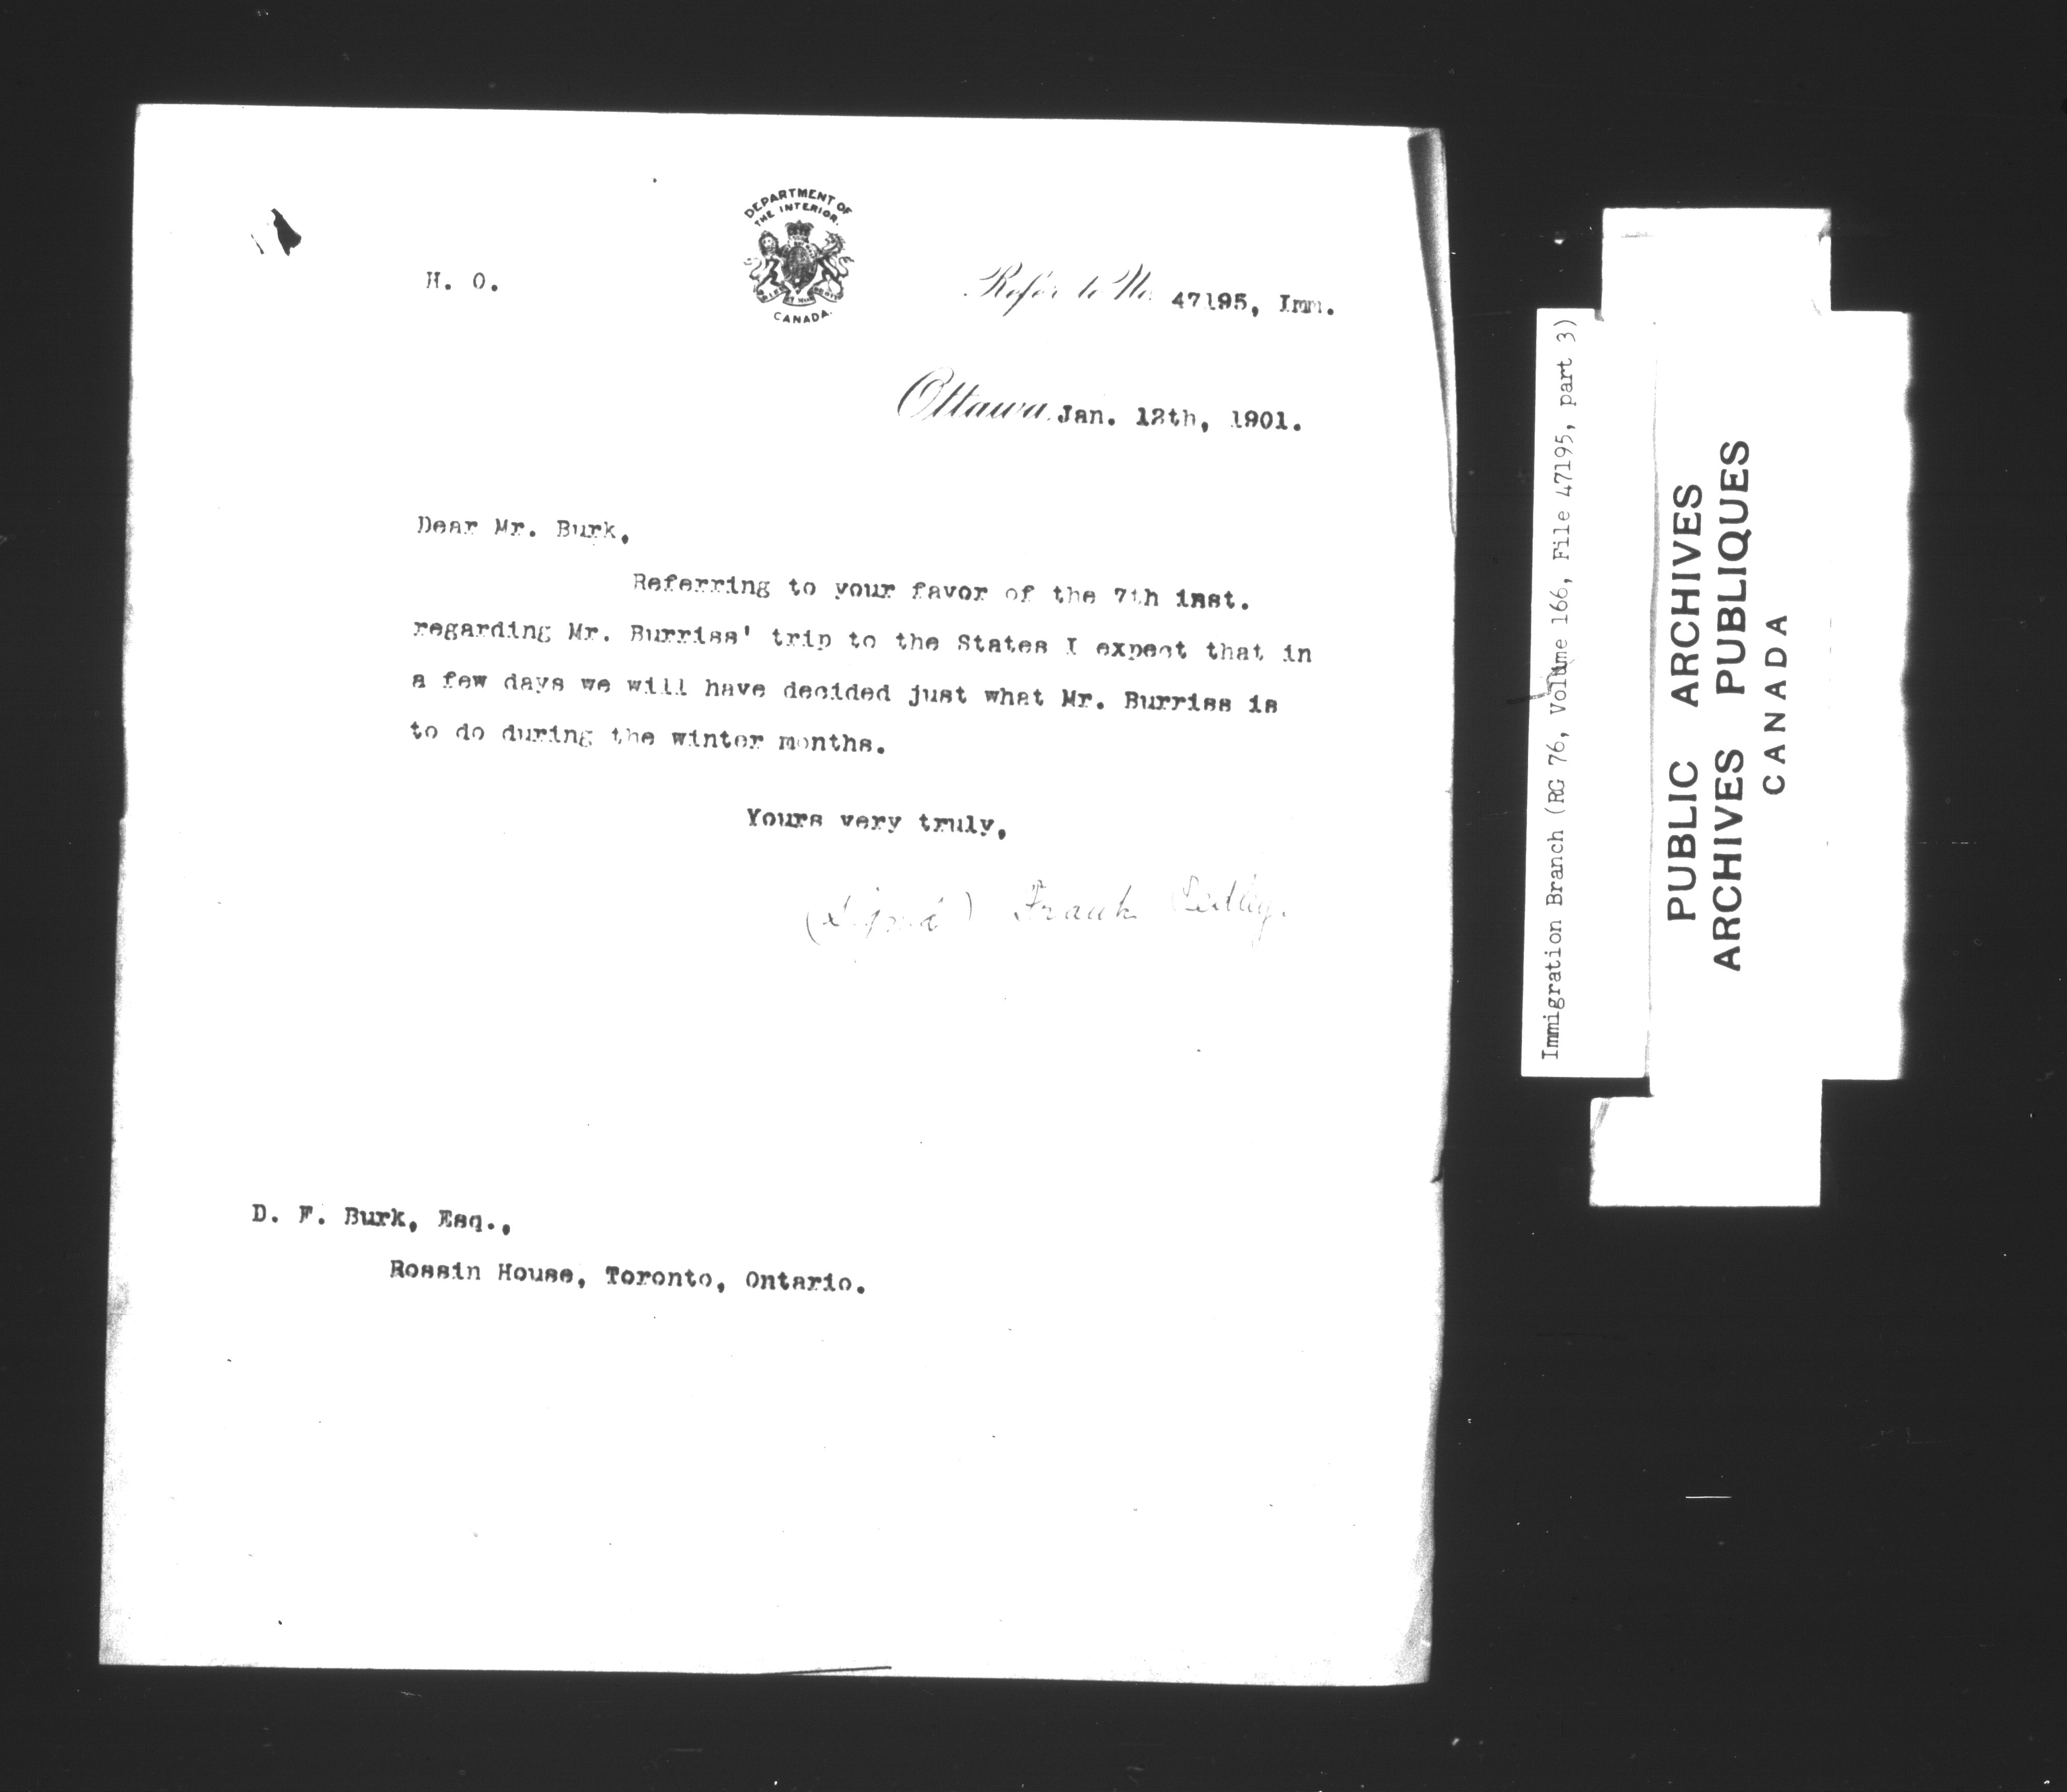 DEPARTMENT OF
THE INTERIOR.
CANADA.
H. O.
Refer to No. 47195, Imm.
Ottawa, Jan. 12th, 1901.
Dear Mr. Burk,
Referring to your favor of the 7th inst.
regarding Mr. Burriss' trip to the States I expect that in
a few days we will have decided just what Mr. Burriss is
to do during the winter months.
Yours very truly,
(Signed) Frank Pedley.
D. F. Burk, Esq.,
Rossin House, Toronto, Ontario.
Immigration Branch (RG 76, Volume 166, File 47195, part 3)
PUBLIC ARCHIVES
ARCHIVES PUBLIQUES
CANADA